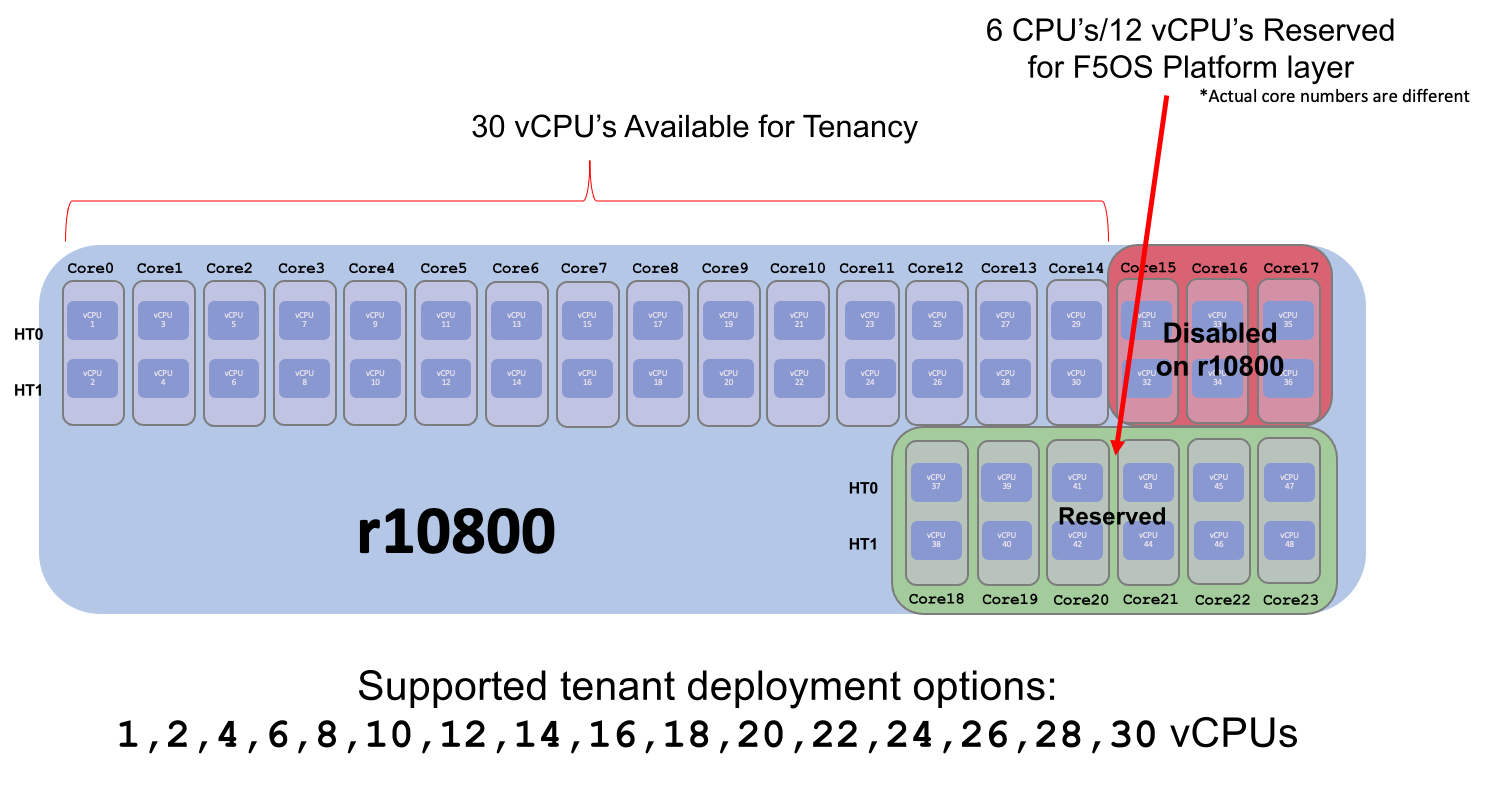 6 CPU’s/12 vCPU’s Reserved
for F5OS Platform layer
*Actual core numbers are different
30 vCPU’s Available for Tenancy
Core0 Core1 Core2 Core3 Core4 Core5 Core6 Core7 Core8 Core9 Core10 Core11 Core12 Core13 Core14 Core15 Core16 Core17
HT0
vCPU 1 vCPU 3 vCPU 5 vCPU 7 vCPU 9 vCPU 11 vCPU 13 vCPU 15 vCPU 17 vCPU 19 vCPU 21 vCPU 23 vCPU 25 vCPU 27 vCPU 29 vCPU 31 vCPU 33 vCPU 35
Disabled
on r10800
HT1
vCPU 2 vCPU 4 vCPU 6 vCPU 8 vCPU 10 vCPU 12 vCPU 14 vCPU 16 vCPU 18 vCPU 20 vCPU 22 vCPU 24 vCPU 26 vCPU 28 vCPU 30 vCPU 32 vCPU 34 vCPU 36
HT0
vCPU 37 vCPU 39 vCPU 41 vCPU 43 vCPU 45 vCPU 47
r10800
Reserved
HT1
vCPU 38 vCPU 40 vCPU 42 vCPU 44 vCPU 46 vCPU 48
Core18 Core19 Core20 Core21 Core22 Core23
Supported tenant deployment options:
1,2,4,6,8,10,12,14,16,18,20,22,24,26,28,30 vCPUs